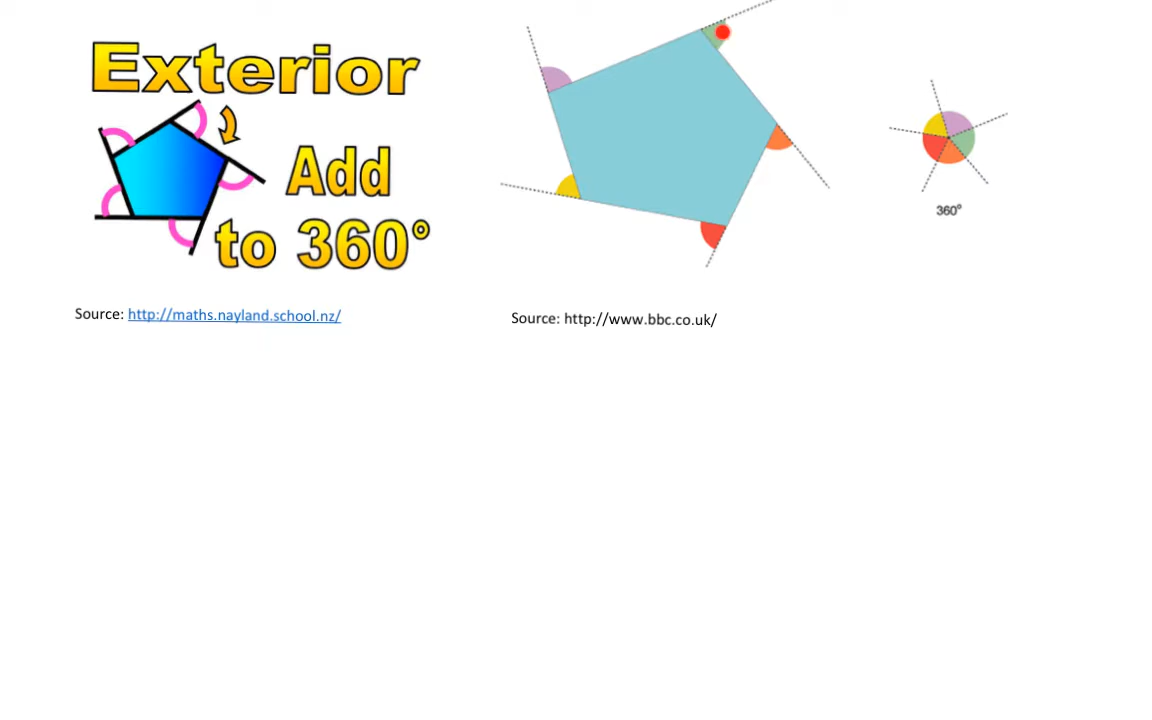 Exterior
Add
to 360°
360°
Source: http://maths.nayland.school.nz/
Source: http://www.bbc.co.uk/